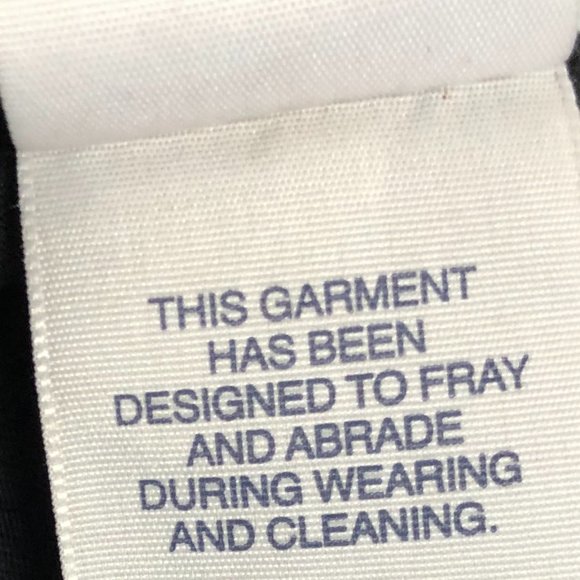 THIS GARMENT
HAS BEEN
DESIGNED TO FRAY
AND ABRADE
DURING WEARING
AND CLEANING.